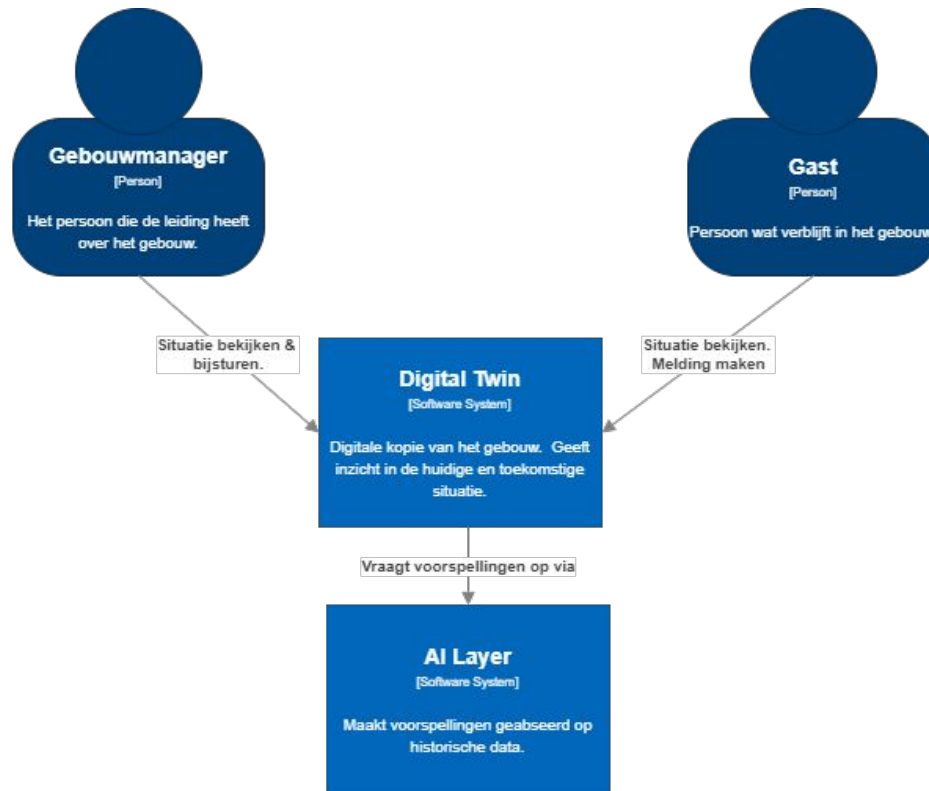 Gebouwmanager
[Person]
Het persoon die de leiding heeft
over het gebouw.
Gast
[Person]
Persoon wat verblijft in het gebouw
Situatie bekijken &
bijsturen.
Situatie bekijken.
Melding maken
Digital Twin
[Software System]
Digitale kopie van het gebouw. Geeft
inzicht in de huidige en toekomstige
situatie.
Vraagt voorspellingen op via
AI Layer
[Software System]
Maakt voorspellingen geabseerd op
historische data.